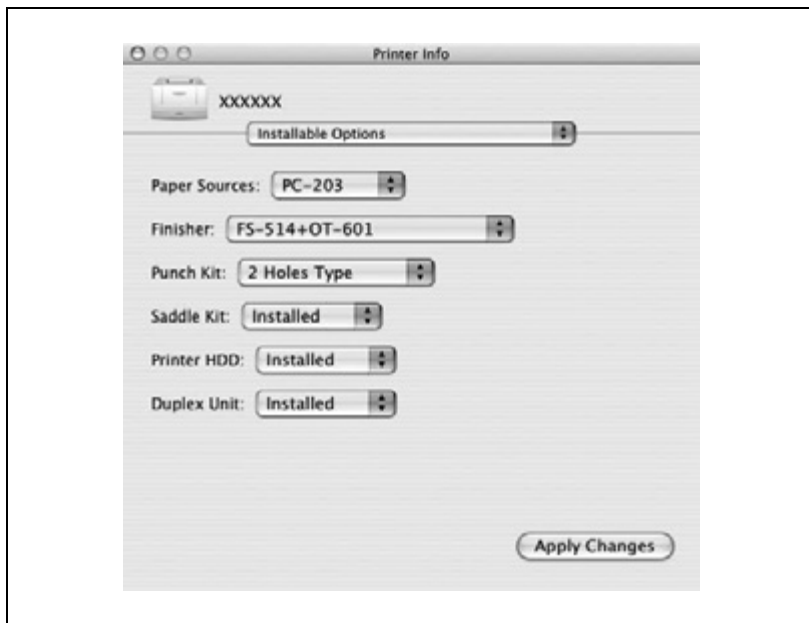 Printer Info
XXXXXX
Installable Options
Paper Sources: PC-203
Finisher: FS-514+OT-601
Punch Kit: 2 Holes Type
Saddle Kit: Installed
Printer HDD: Installed
Duplex Unit: Installed
Apply Changes